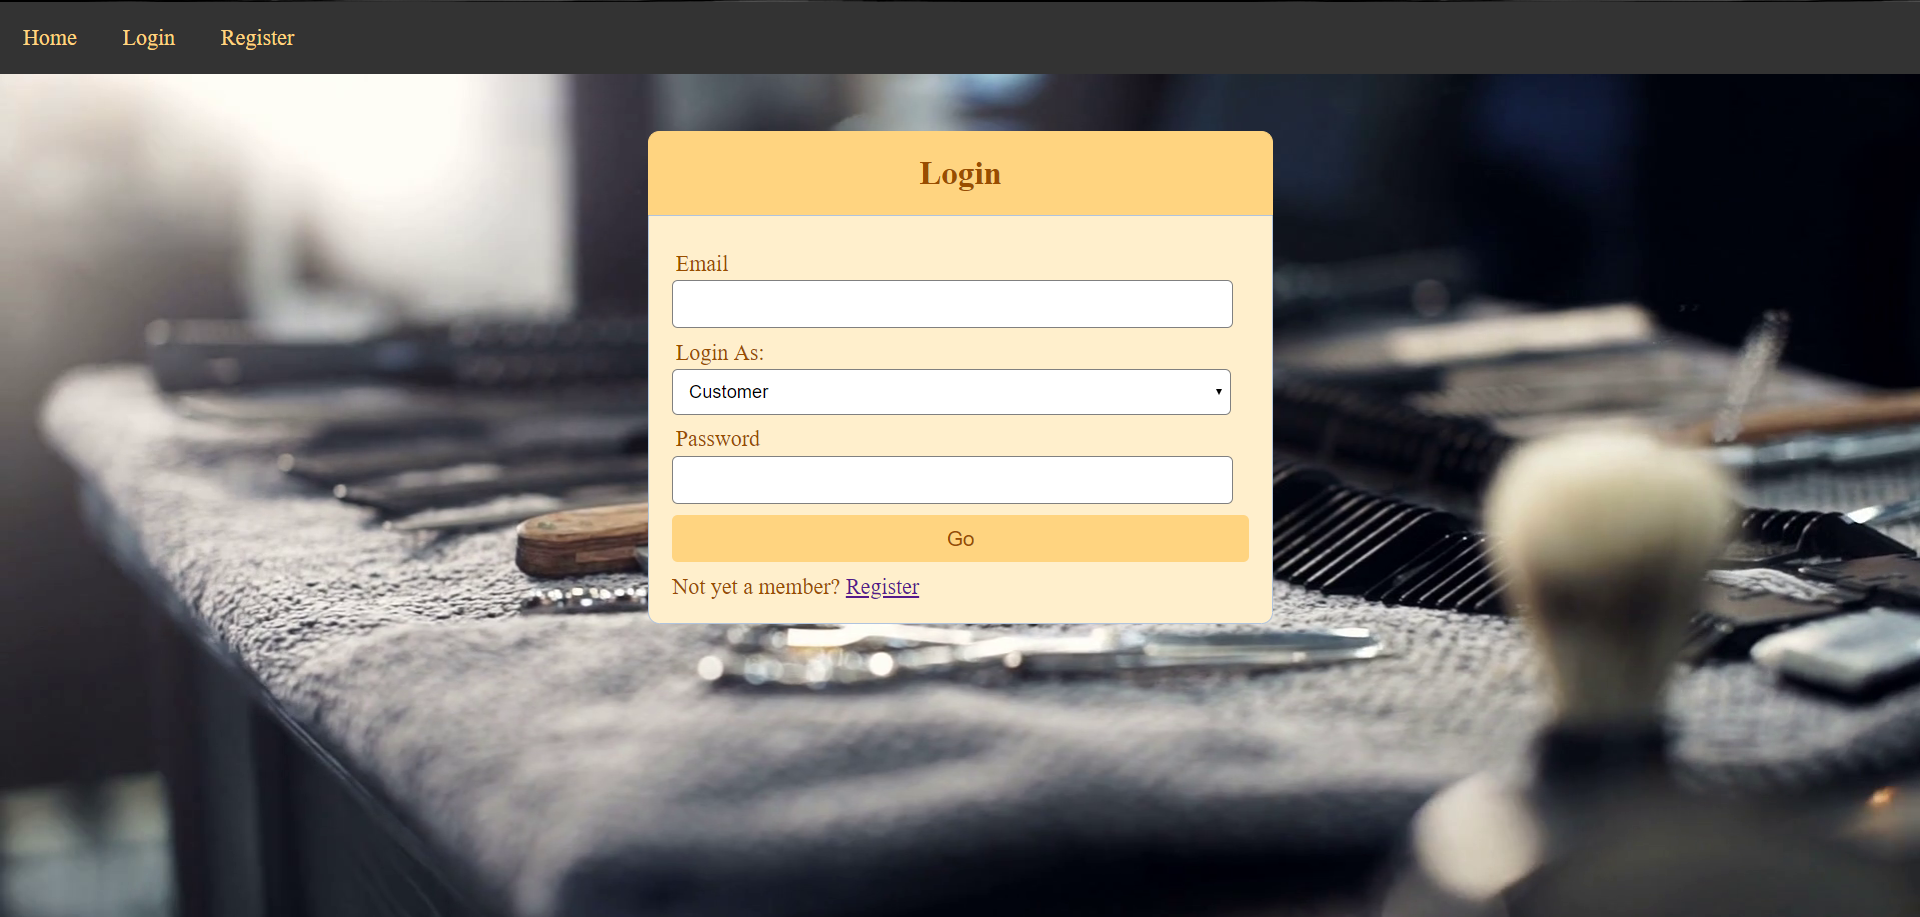 Home Login Register
Login
Email
Login As:
Customer
Password
Go
Not yet a member? Register